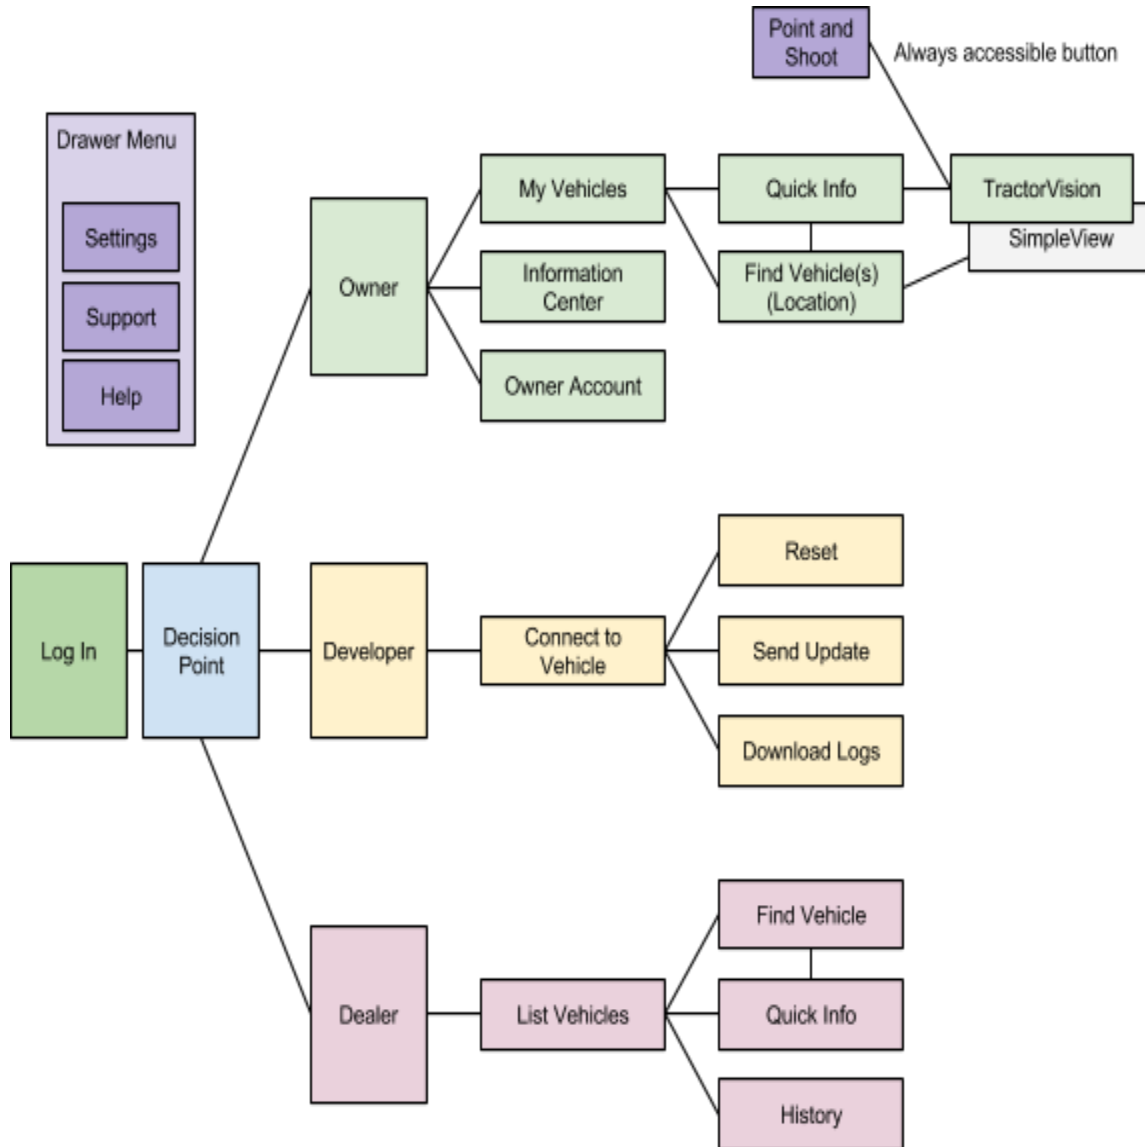 Point and
Shoot
Always accessible button
Drawer Menu
Settings
Support
Help
Owner
My Vehicles
Information
Center
Owner Account
Quick Info
Find Vehicle(s)
(Location)
TractorVision
SimpleView
Log In
Decision
Point
Developer
Connect to
Vehicle
Reset
Send Update
Download Logs
Dealer
List Vehicles
Find Vehicle
Quick Info
History